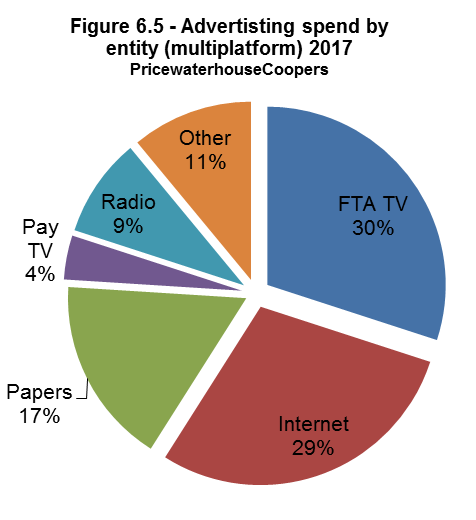 Figure 6.5 - Advertisting spend by
entity (multiplatform) 2017
PricewaterhouseCoopers
Other
11%
FTA TV
30%
Radio
9%
Pay
TV
4%
Papers
17%
Internet
29%